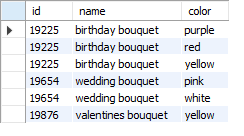 id name color
19225 birthday bouquet purple
19225 birthday bouquet red
19225 birthday bouquet yellow
19654 wedding bouquet pink
19654 wedding bouquet white
19876 valentines bouquet yellow